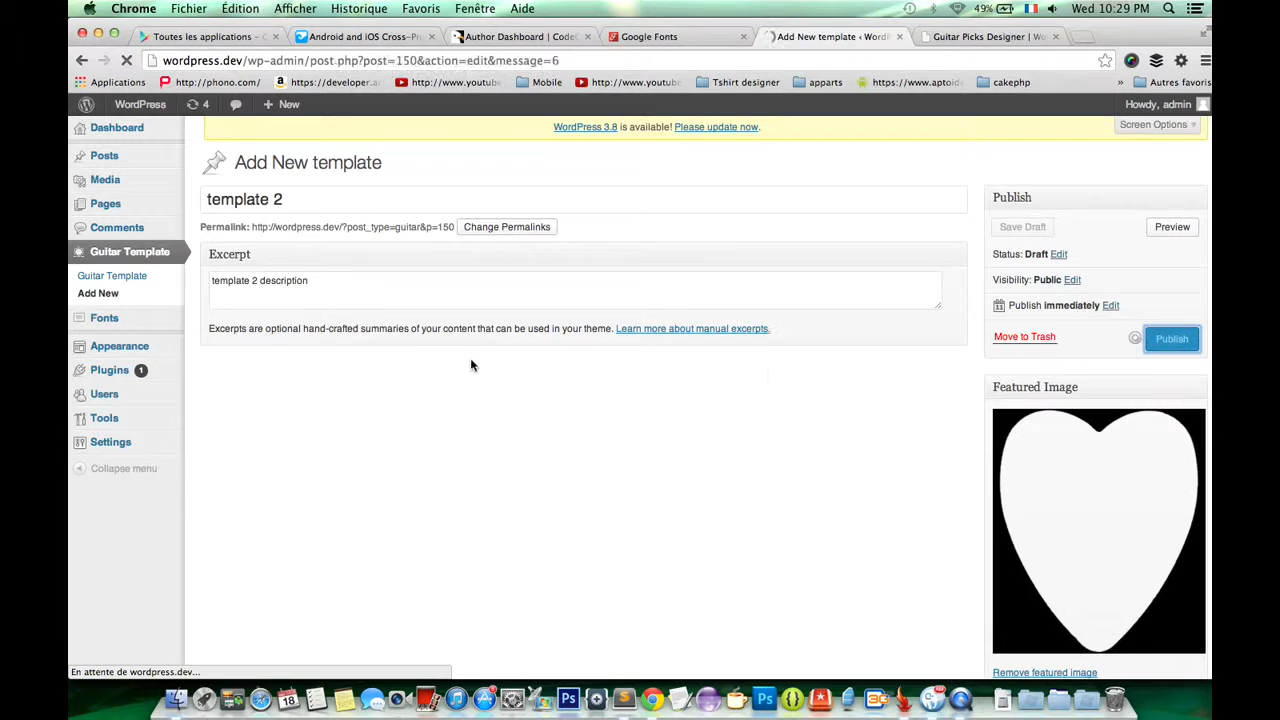 Chrome Fichier Édition Afficher Historique Favoris Fenêtre Aide 49% Wed 10:29 PM
Toutes les applications - C Android and iOS Cross-Pr Author Dashboard | CodeC Google Fonts Add New template ‹ WordP Guitar Picks Designer | Wo
wordpress.dev/wp-admin/post.php?post=150&action=edit&message=6
Applications http://phono.com/ https://developer.a http://www.youtube Mobile http://www.youtube Tshirt designer apparts https://www.aptoid cakephp » Autres favoris
WordPress 4 + New Howdy, admin
WordPress 3.8 is available! Please update now.
Screen Options
Dashboard
Posts
Media
Pages
Comments
Guitar Template
Guitar Template
Add New
Fonts
Appearance
Plugins 1
Users
Tools
Settings
Collapse menu
Add New template
template 2
Permalink: http://wordpress.dev/?post_type=guitar&p=150 Change Permalinks
Excerpt
template 2 description
Excerpts are optional hand-crafted summaries of your content that can be used in your theme. Learn more about manual excerpts.
Publish
Save Draft Preview
Status: Draft Edit
Visibility: Public Edit
Publish immediately Edit
Move to Trash Publish
Featured Image
Remove featured image
En attente de wordpress.dev...
18